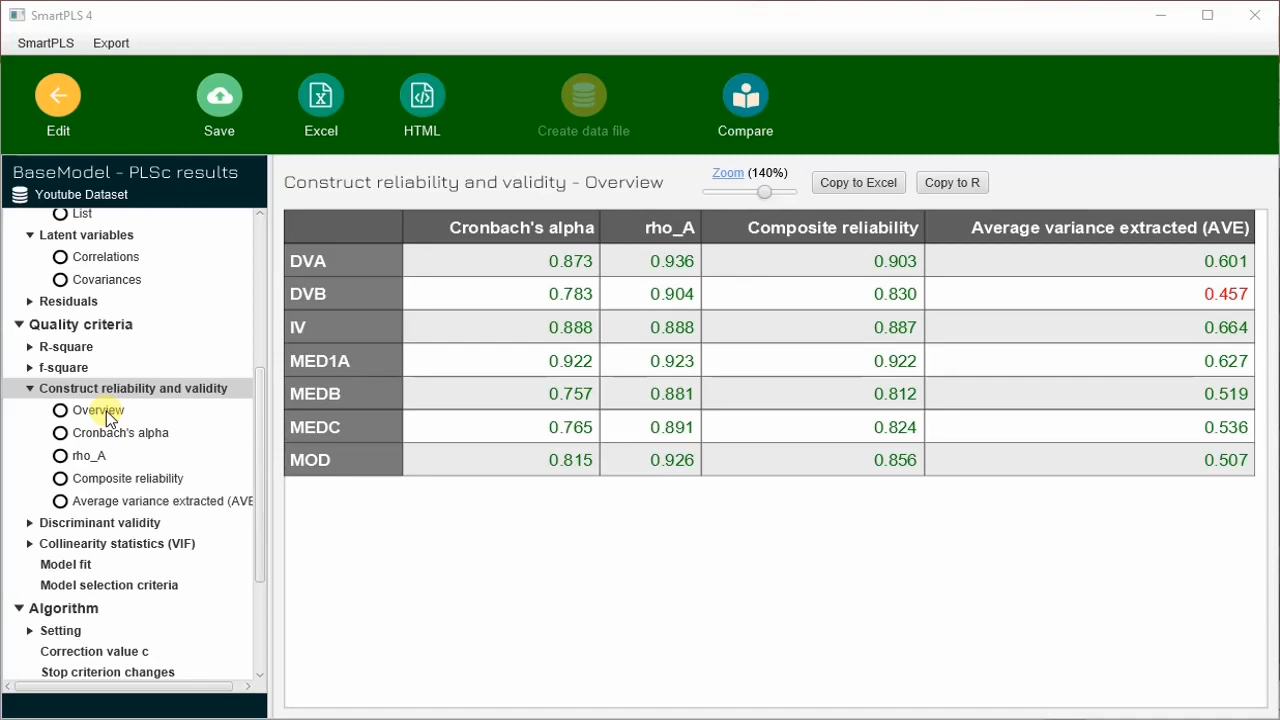 SmartPLS 4
SmartPLS Export
Edit Save Excel HTML Create data file Compare
BaseModel - PLSc results
Youtube Dataset
List
Latent variables
Correlations
Covariances
Residuals
Quality criteria
R-square
f-square
Construct reliability and validity
Overview
Cronbach's alpha
rho_A
Composite reliability
Average variance extracted (AVE
Discriminant validity
Collinearity statistics (VIF)
Model fit
Model selection criteria
Algorithm
Setting
Correction value c
Stop criterion changes
Construct reliability and validity - Overview Zoom (140%) Copy to Excel Copy to R
Cronbach's alpha rho_A Composite reliability Average variance extracted (AVE)
DVA 0.873 0.936 0.903 0.601
DVB 0.783 0.904 0.830 0.457
IV 0.888 0.888 0.887 0.664
MED1A 0.922 0.923 0.922 0.627
MEDB 0.757 0.881 0.812 0.519
MEDC 0.765 0.891 0.824 0.536
MOD 0.815 0.926 0.856 0.507